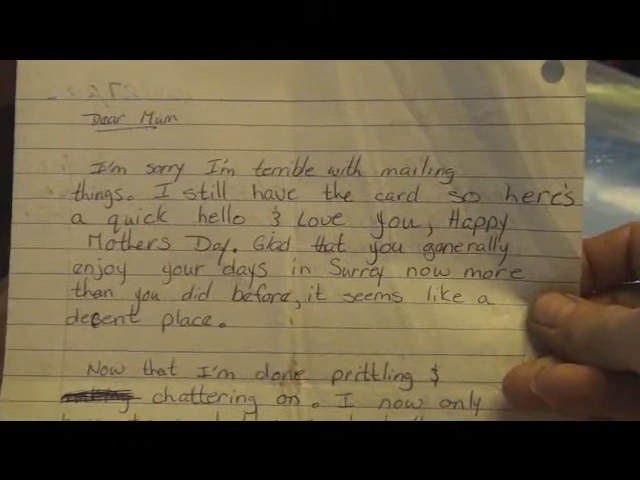 Dear Mum
I'm sorry I'm terrible with mailing
things. I still have the card so here's
a quick hello & Love you, Happy
Mothers Day. Glad that you generally
enjoy your days in Surrey now more
than you did before, it seems like a
decent place.
Now that I'm done prittling &
chattering on. I now only